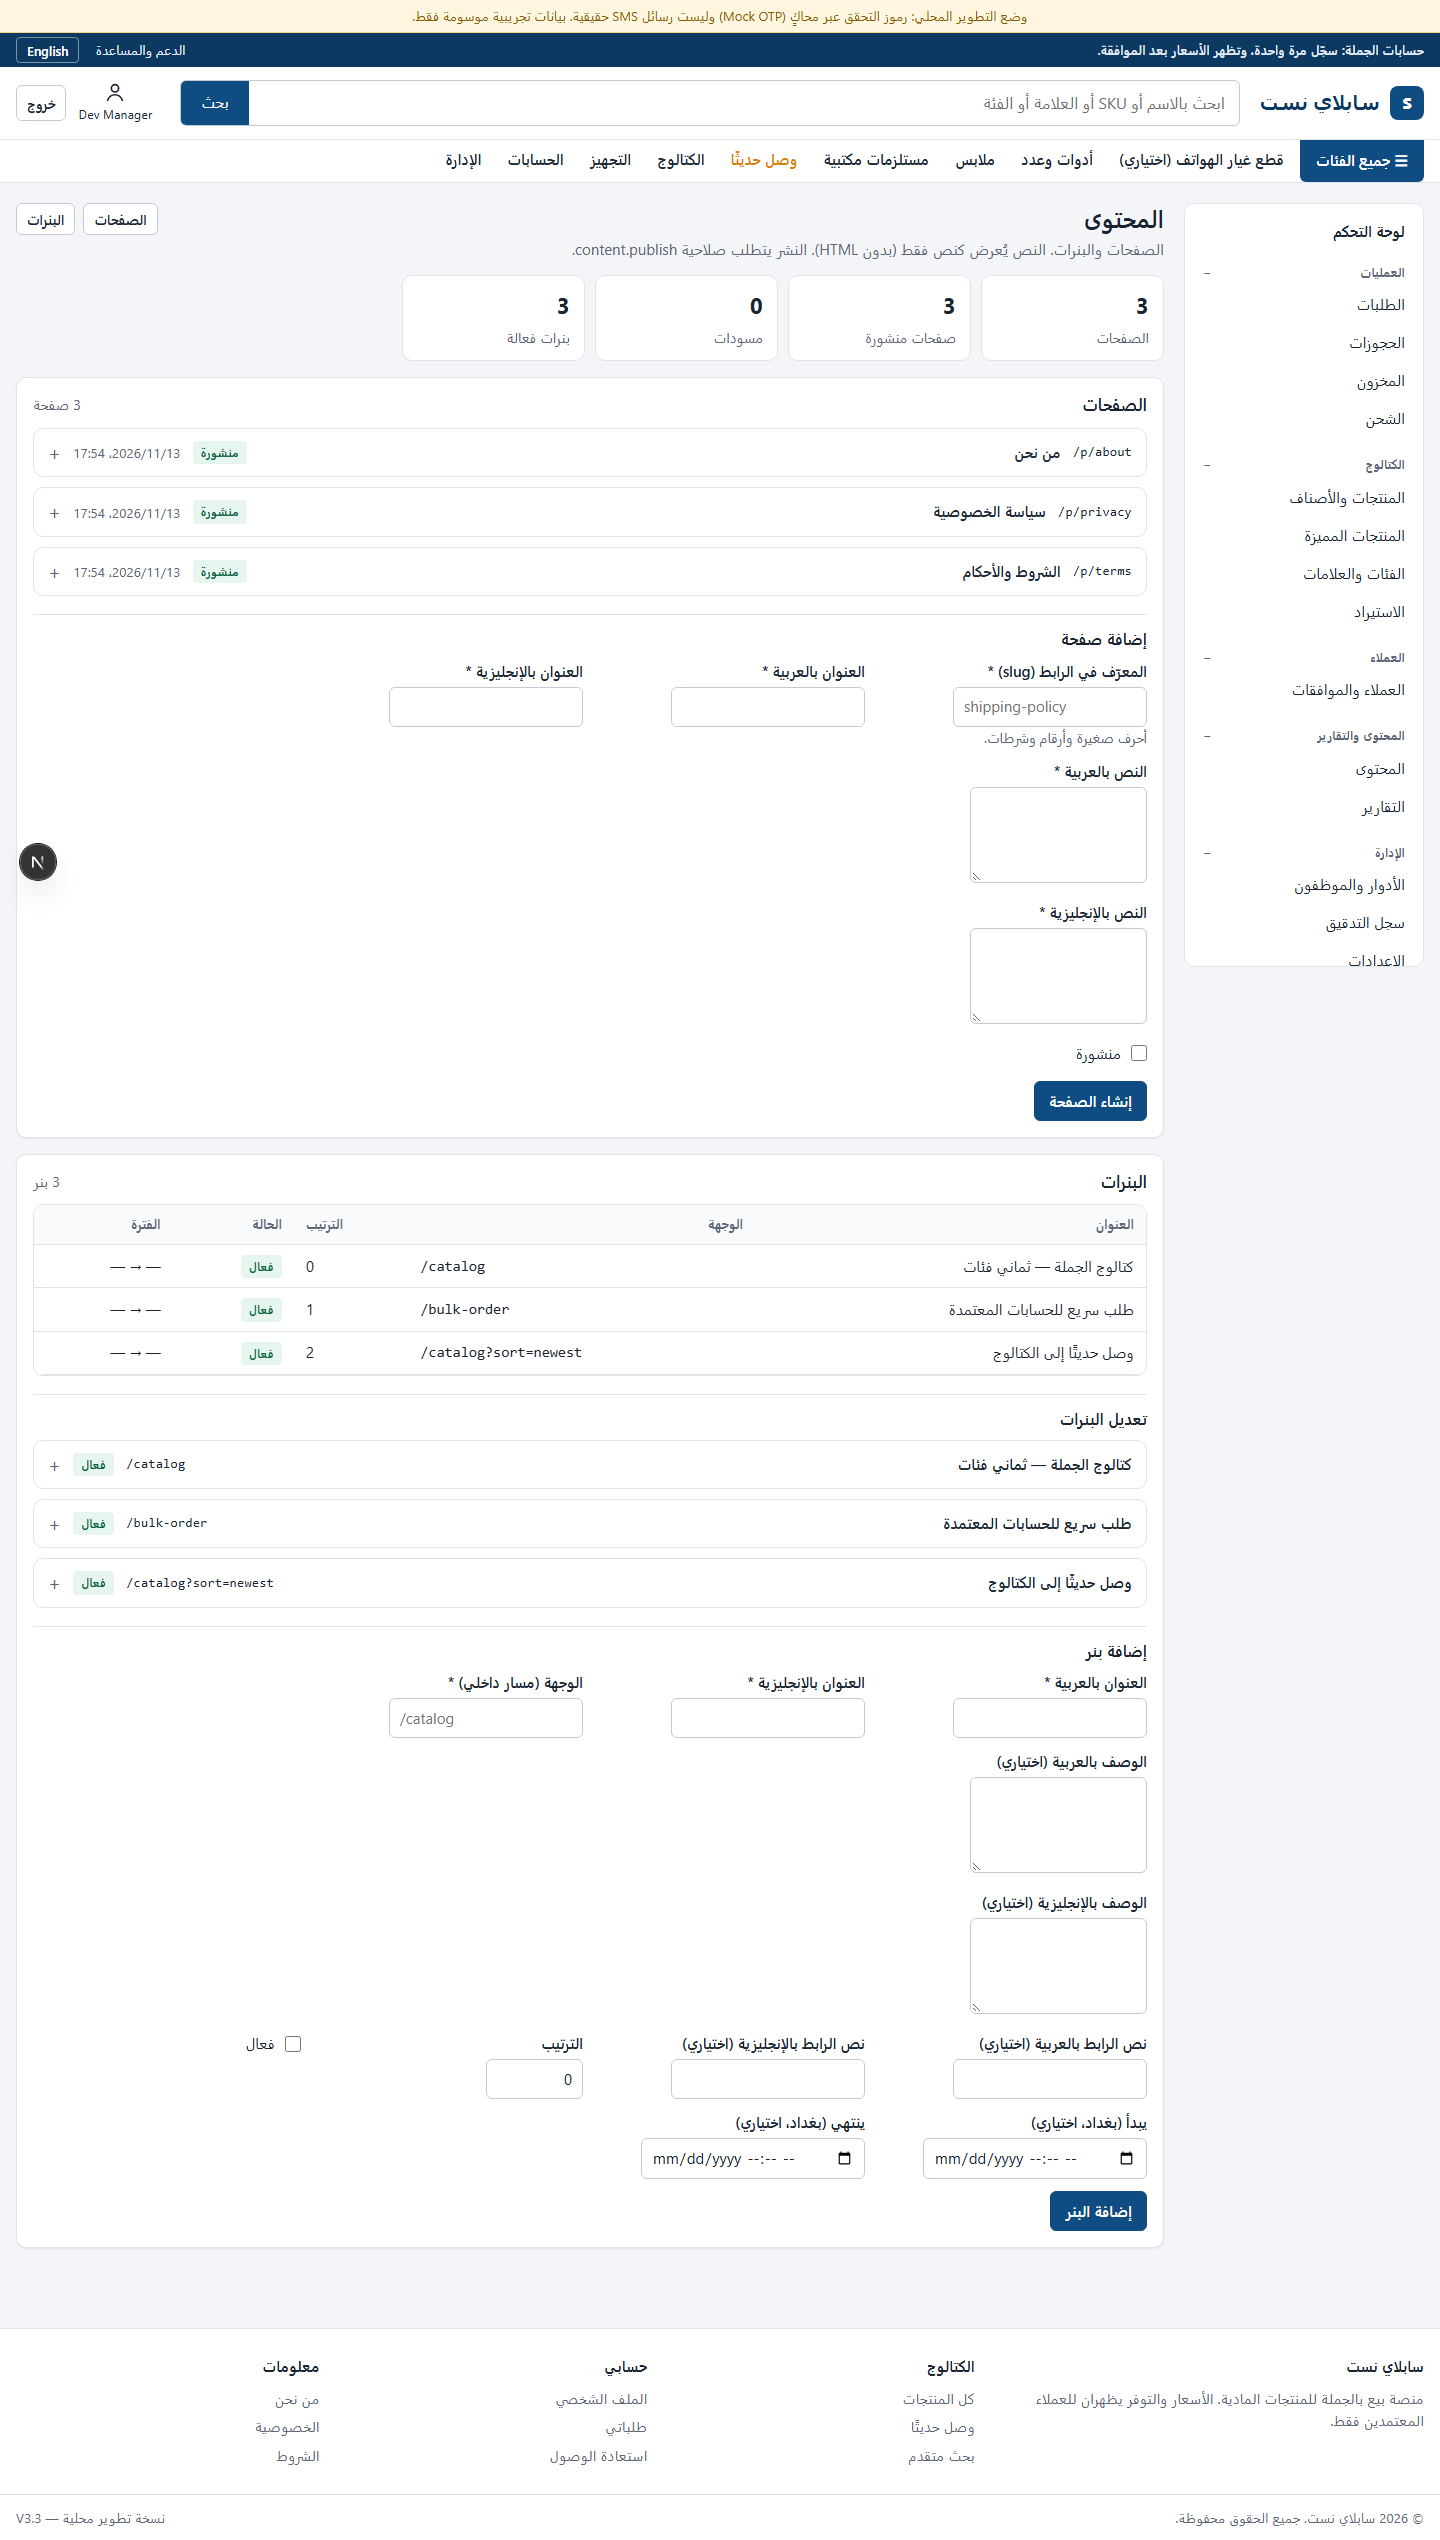 وضع التطوير المحلي: رموز التحقق عبر محاكٍ (Mock OTP) وليست رسائل SMS حقيقية. بيانات تجريبية موسومة فقط.
حسابات الجملة: سجّل مرة واحدة، وتظهر الأسعار بعد الموافقة.
الدعم والمساعدة
English
S
سابلاي نست
ابحث بالاسم أو SKU أو العلامة أو الفئة
بحث
Dev Manager
خروج
☰ جميع الفئات
قطع غيار الهواتف (اختياري)
أدوات وعدد
ملابس
مستلزمات مكتبية
وصل حديثًا
الكتالوج
التجهيز
الحسابات
الإدارة
لوحة التحكم
العمليات –
الطلبات
الحجوزات
المخزون
الشحن
الكتالوج –
المنتجات والأصناف
المنتجات المميزة
الفئات والعلامات
الاستيراد
العملاء –
العملاء والموافقات
المحتوى والتقارير –
المحتوى
التقارير
الإدارة –
الأدوار والموظفون
سجل التدقيق
الإعدادات
المحتوى
الصفحات
البنرات
الصفحات والبنرات. النص يُعرض كنص فقط (بدون HTML). النشر يتطلب صلاحية content.publish.
3
الصفحات
3
صفحات منشورة
0
مسودات
3
بنرات فعالة
الصفحات
3 صفحة
/p/about من نحن منشورة 2026/11/13، 17:54 +
/p/privacy سياسة الخصوصية منشورة 2026/11/13، 17:54 +
/p/terms الشروط والأحكام منشورة 2026/11/13، 17:54 +
إضافة صفحة
المعرّف في الرابط (slug) *
العنوان بالعربية *
العنوان بالإنجليزية *
shipping-policy
أحرف صغيرة وأرقام وشرطات.
النص بالعربية *
النص بالإنجليزية *
منشورة
إنشاء الصفحة
N
البنرات
3 بنر
العنوان الوجهة الترتيب الحالة الفترة
كتالوج الجملة — ثماني فئات /catalog 0 فعال — → —
طلب سريع للحسابات المعتمدة /bulk-order 1 فعال — → —
وصل حديثًا إلى الكتالوج /catalog?sort=newest 2 فعال — → —
تعديل البنرات
كتالوج الجملة — ثماني فئات /catalog فعال +
طلب سريع للحسابات المعتمدة /bulk-order فعال +
وصل حديثًا إلى الكتالوج /catalog?sort=newest فعال +
إضافة بنر
العنوان بالعربية *
العنوان بالإنجليزية *
الوجهة (مسار داخلي) *
/catalog
الوصف بالعربية (اختياري)
الوصف بالإنجليزية (اختياري)
نص الرابط بالعربية (اختياري)
نص الرابط بالإنجليزية (اختياري)
الترتيب
فعال
0
يبدأ (بغداد، اختياري)
ينتهي (بغداد، اختياري)
mm/dd/yyyy --:-- --
mm/dd/yyyy --:-- --
إضافة البنر
سابلاي نست
منصة بيع بالجملة للمنتجات المادية. الأسعار والتوفر يظهران للعملاء
المعتمدين فقط.
الكتالوج
كل المنتجات
وصل حديثًا
بحث متقدم
حسابي
الملف الشخصي
طلباتي
استعادة الوصول
معلومات
من نحن
الخصوصية
الشروط
© 2026 سابلاي نست. جميع الحقوق محفوظة.
نسخة تطوير محلية — V3.3